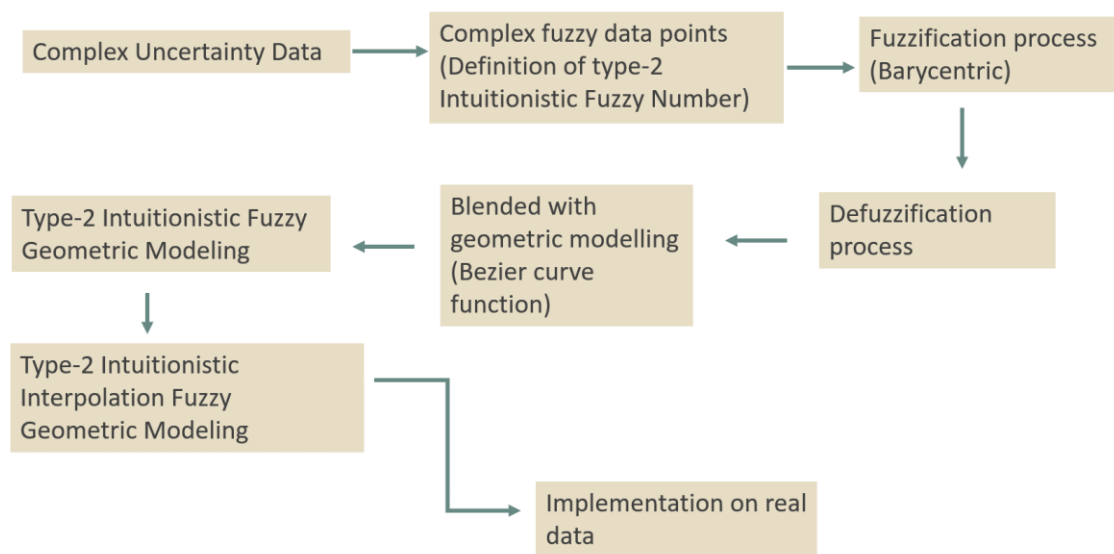 Complex Uncertainty Data
Complex fuzzy data points
(Definition of type-2
Intuitionistic Fuzzy Number)
Fuzzification process
(Barycentric)
Defuzzification
process
Blended with
geometric modelling
(Bezier curve
function)
Type-2 Intuitionistic Fuzzy
Geometric Modeling
Type-2 Intuitionistic
Interpolation Fuzzy
Geometric Modeling
Implementation on real
data